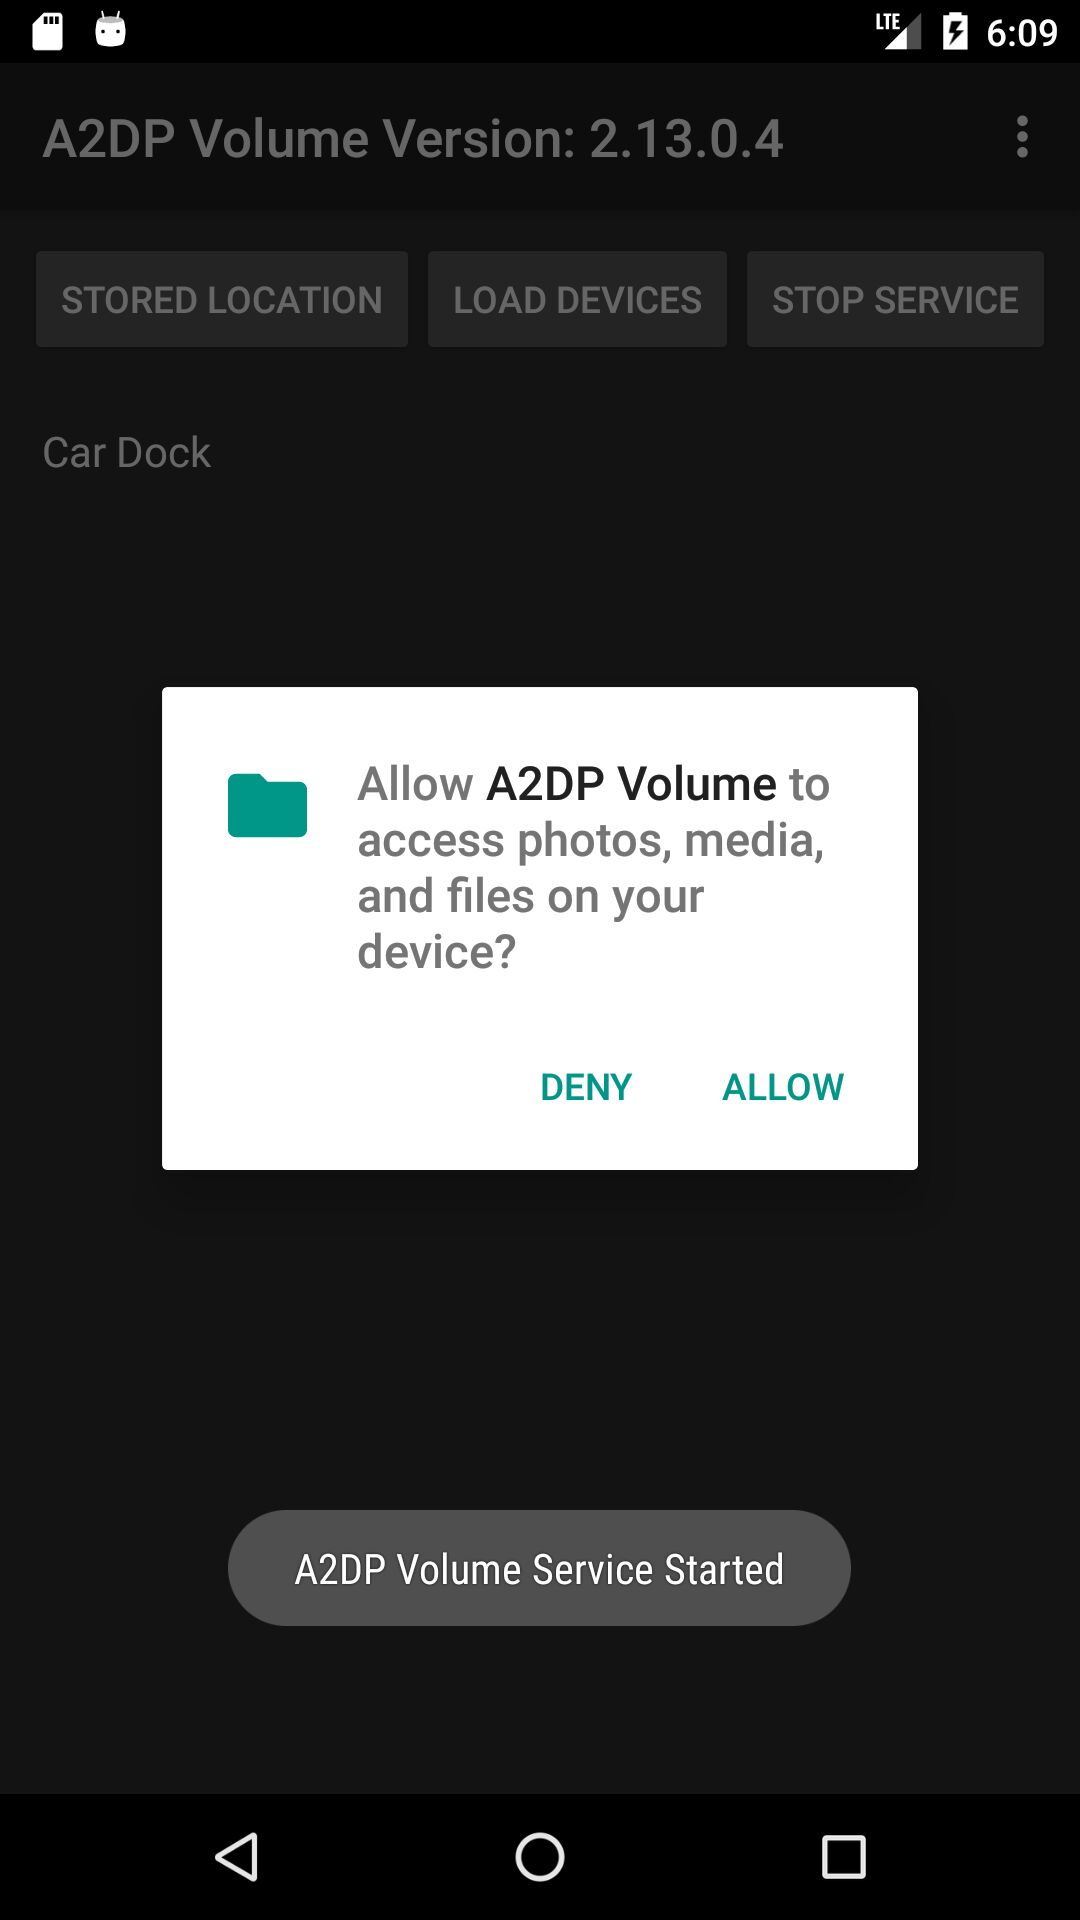 LTE 6:09
A2DP Volume Version: 2.13.0.4
STORED LOCATION LOAD DEVICES STOP SERVICE
Car Dock
Allow A2DP Volume to
access photos, media,
and files on your
device?
DENY ALLOW
A2DP Volume Service Started